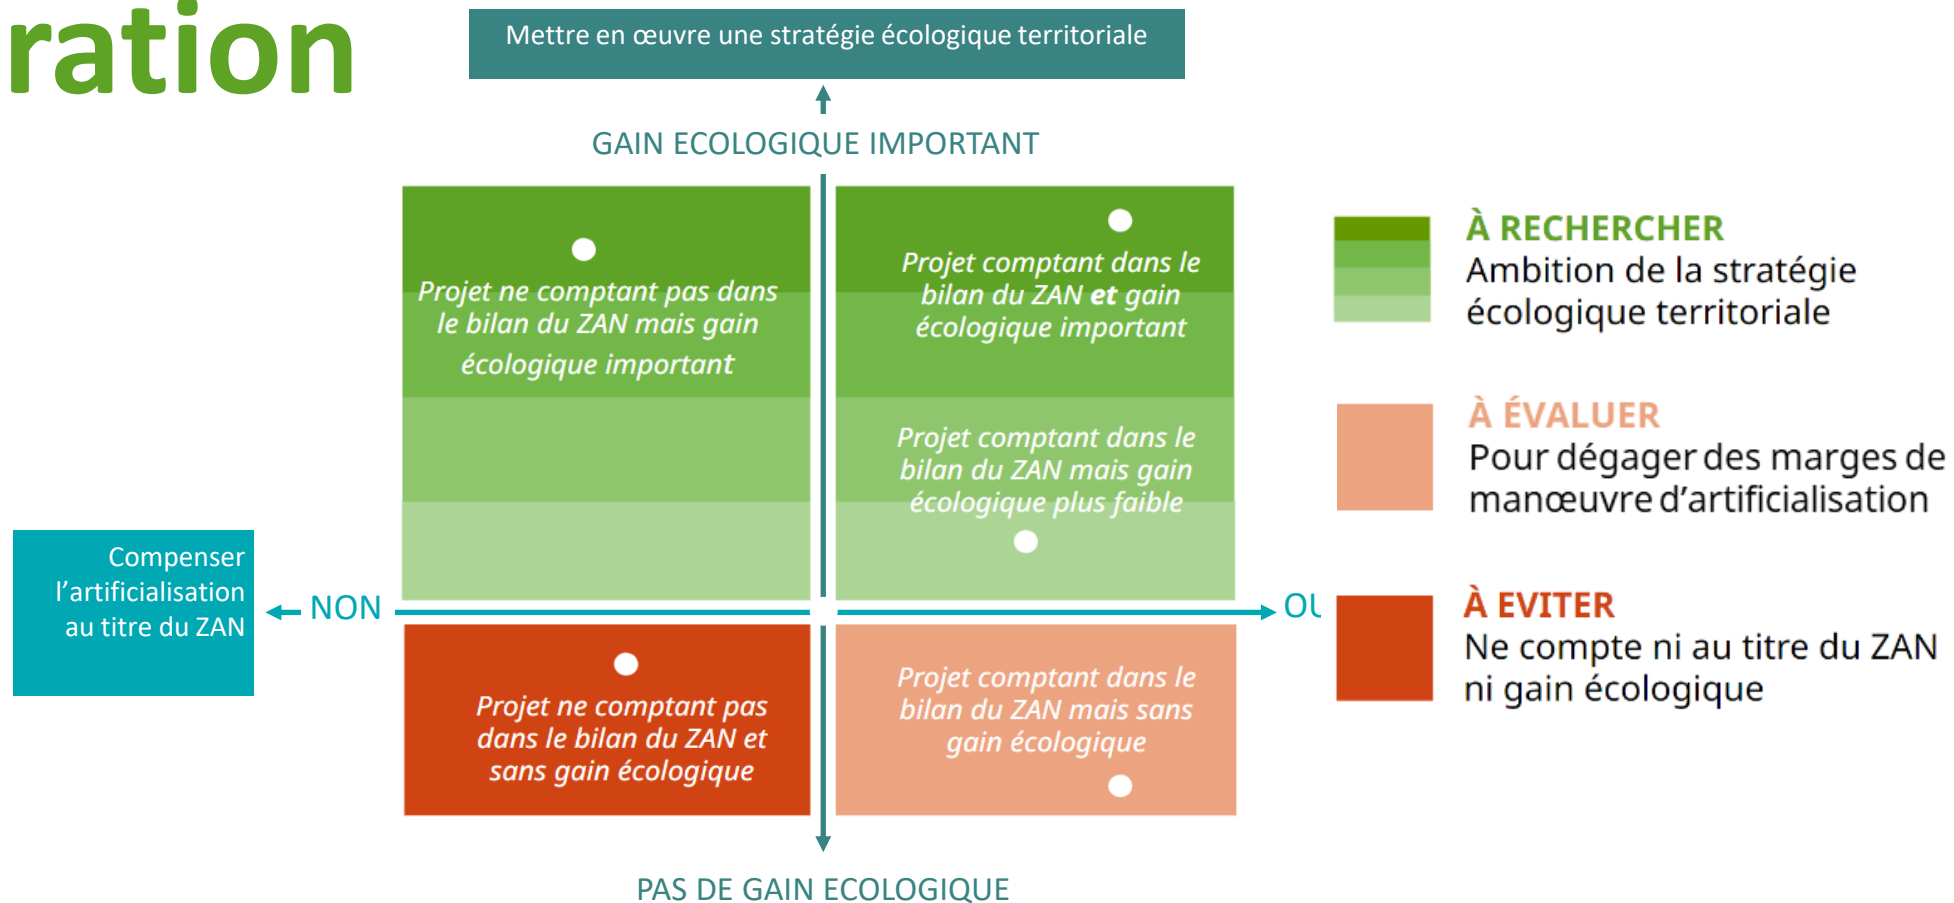 ration
Mettre en œuvre une stratégie écologique territoriale
GAIN ECOLOGIQUE IMPORTANT
Projet ne comptant pas dans
le bilan du ZAN mais gain
écologique important
Projet comptant dans le
bilan du ZAN et gain
écologique important
Projet comptant dans le
bilan du ZAN mais gain
écologique plus faible
Compenser
l’artificialisation
au titre du ZAN
NON
Projet ne comptant pas
dans le bilan du ZAN et
sans gain écologique
Projet comptant dans le
bilan du ZAN mais sans
gain écologique
PAS DE GAIN ECOLOGIQUE
À RECHERCHER
Ambition de la stratégie
écologique territoriale
À ÉVALUER
Pour dégager des marges de
manœuvre d’artificialisation
À EVITER
Ne compte ni au titre du ZAN
ni gain écologique